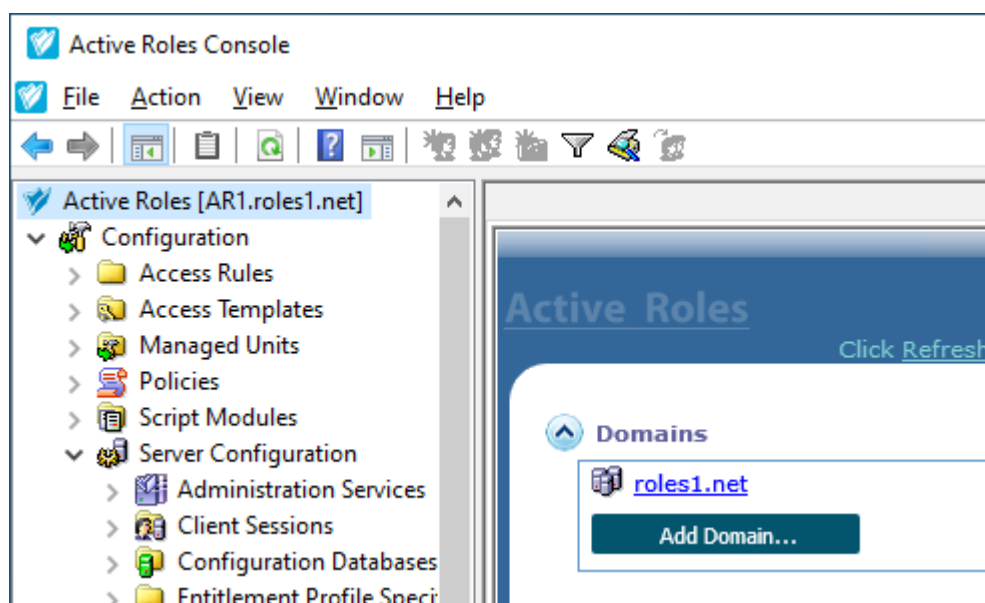 Active Roles Console
File Action View Window Help
Active Roles [AR1.roles1.net]
Configuration
Access Rules
Access Templates
Managed Units
Policies
Script Modules
Server Configuration
Administration Services
Client Sessions
Configuration Databases
Entitlement Profile
Active Roles
Click Refresh
Domains
roles1.net
Add Domain...